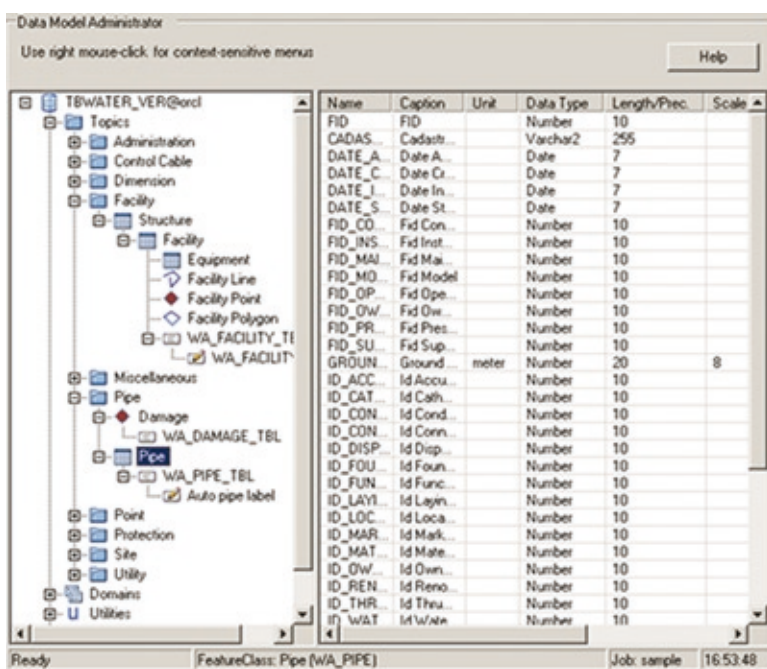 Data Model Administrator
Use right mouse-click. for context-sensitive menus
Help
TBWATER_VER@orcl
Topics
Administration
Control Cable
Dimension
Facility
Structure
Facility
Equipment
Facility Line
Facility Point
Facility Polygon
WA_FACILITY_TE
WA_FACILITY
Miscellaneous
Pipe
Damage
WA_DAMAGE_TBL
Pipe
WA_PIPE_TBL
Auto pipe label
Point
Protection
Site
Utility
Domains
Utilities
Name Caption Unit Data Type Length/Prec. Scale
FID FID Number 10
CADAS... Cadastr... Varchar2 255
DATE_A... Date A... Date 7
DATE_C... Date Cr... Date 7
DATE_I... Date In... Date 7
DATE_S... Date St... Date 7
FID_CO... Fid Con... Number 10
FID_INS... Fid Inst... Number 10
FID_MAI... Fid Mai... Number 10
FID_MO... Fid Model Number 10
FID_OP... Fid Ope... Number 10
FID_OW... Fid Ow... Number 10
FID_PR... Fid Pres... Number 10
FID_SU... Fid Sup... Number 10
GROUN... Ground ... meter Number 20 8
ID_ACC... Id Accu... Number 10
ID_CAT... Id Cath... Number 10
ID_CON... Id Cond... Number 10
ID_CON... Id Conn... Number 10
ID_DISP... Id Disp... Number 10
ID_FOU... Id Foun... Number 10
ID_FUN... Id Func... Number 10
ID_LAYI... Id Layin... Number 10
ID_LOC... Id Loca... Number 10
ID_MAR... Id Mark... Number 10
ID_MAT... Id Mate... Number 10
ID_OW... Id Own... Number 10
ID_REN... Id Reno... Number 10
ID_THR... Id Thru... Number 10
ID_WAT... Id Wate... Number 10
Ready FeatureClass: Pipe (WA_PIPE) Job: sample 16:53:48